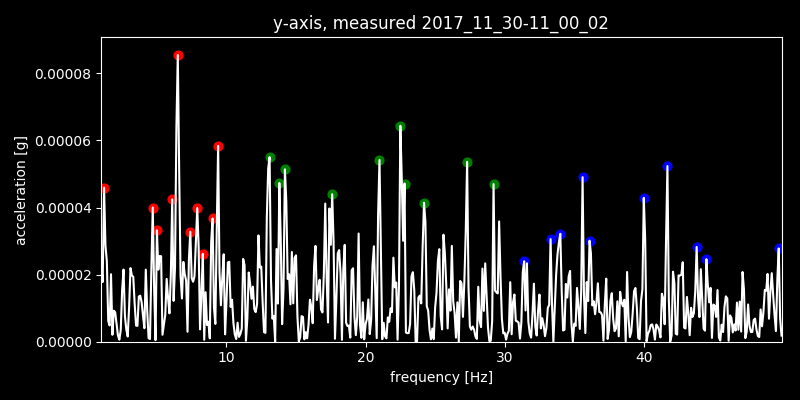 y-axis, measured 2017_11_30-11_00_02
0.00008
0.00006
0.00004
0.00002
0.00000
acceleration [g]
10 20 30 40
frequency [Hz]